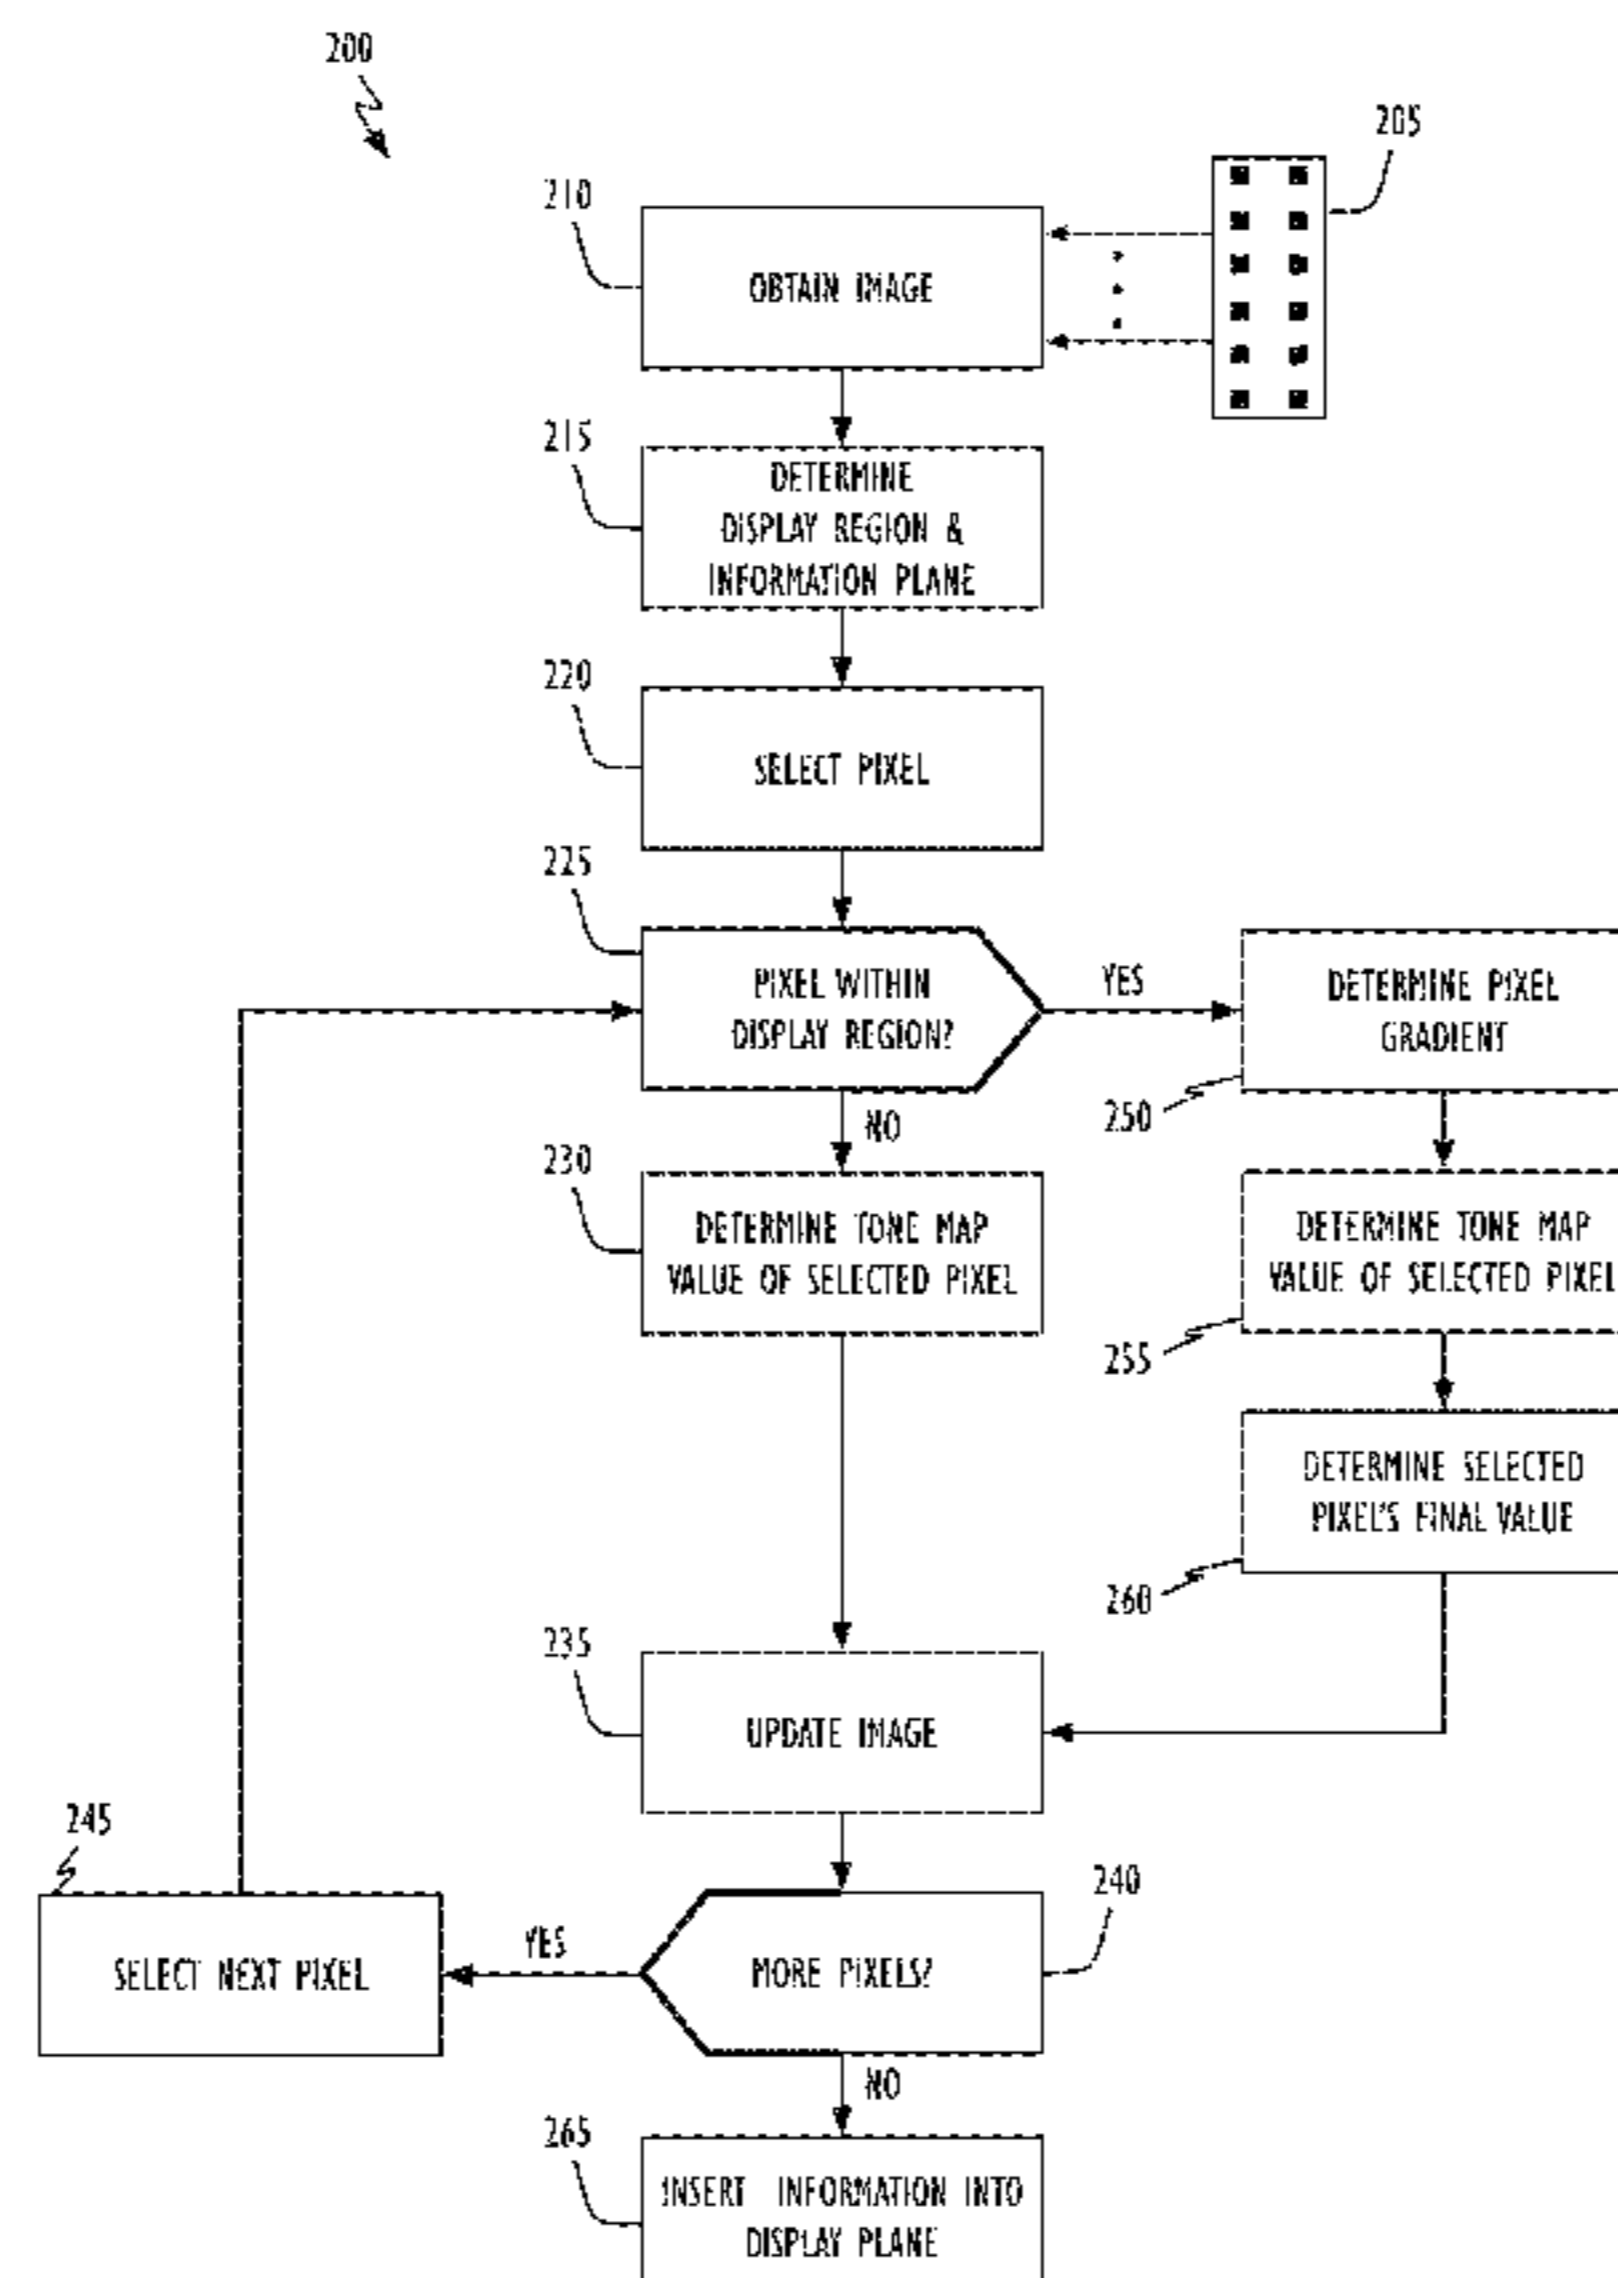 200
205
210
OBTAIN IMAGE
215
DETERMINE
DISPLAY REGION &
INFORMATION PLANE
220
SELECT PIXEL
225
PIXEL WITHIN
DISPLAY REGION?
YES
DETERMINE PIXEL
GRADIENT
250
NO
230
DETERMINE TONE MAP
VALUE OF SELECTED PIXEL
DETERMINE TONE MAP
VALUE OF SELECTED PIXEL
255
DETERMINE SELECTED
PIXEL'S FINAL VALUE
260
235
UPDATE IMAGE
245
240
SELECT NEXT PIXEL
YES
MORE PIXELS?
NO
265
INSERT INFORMATION INTO
DISPLAY PLANE